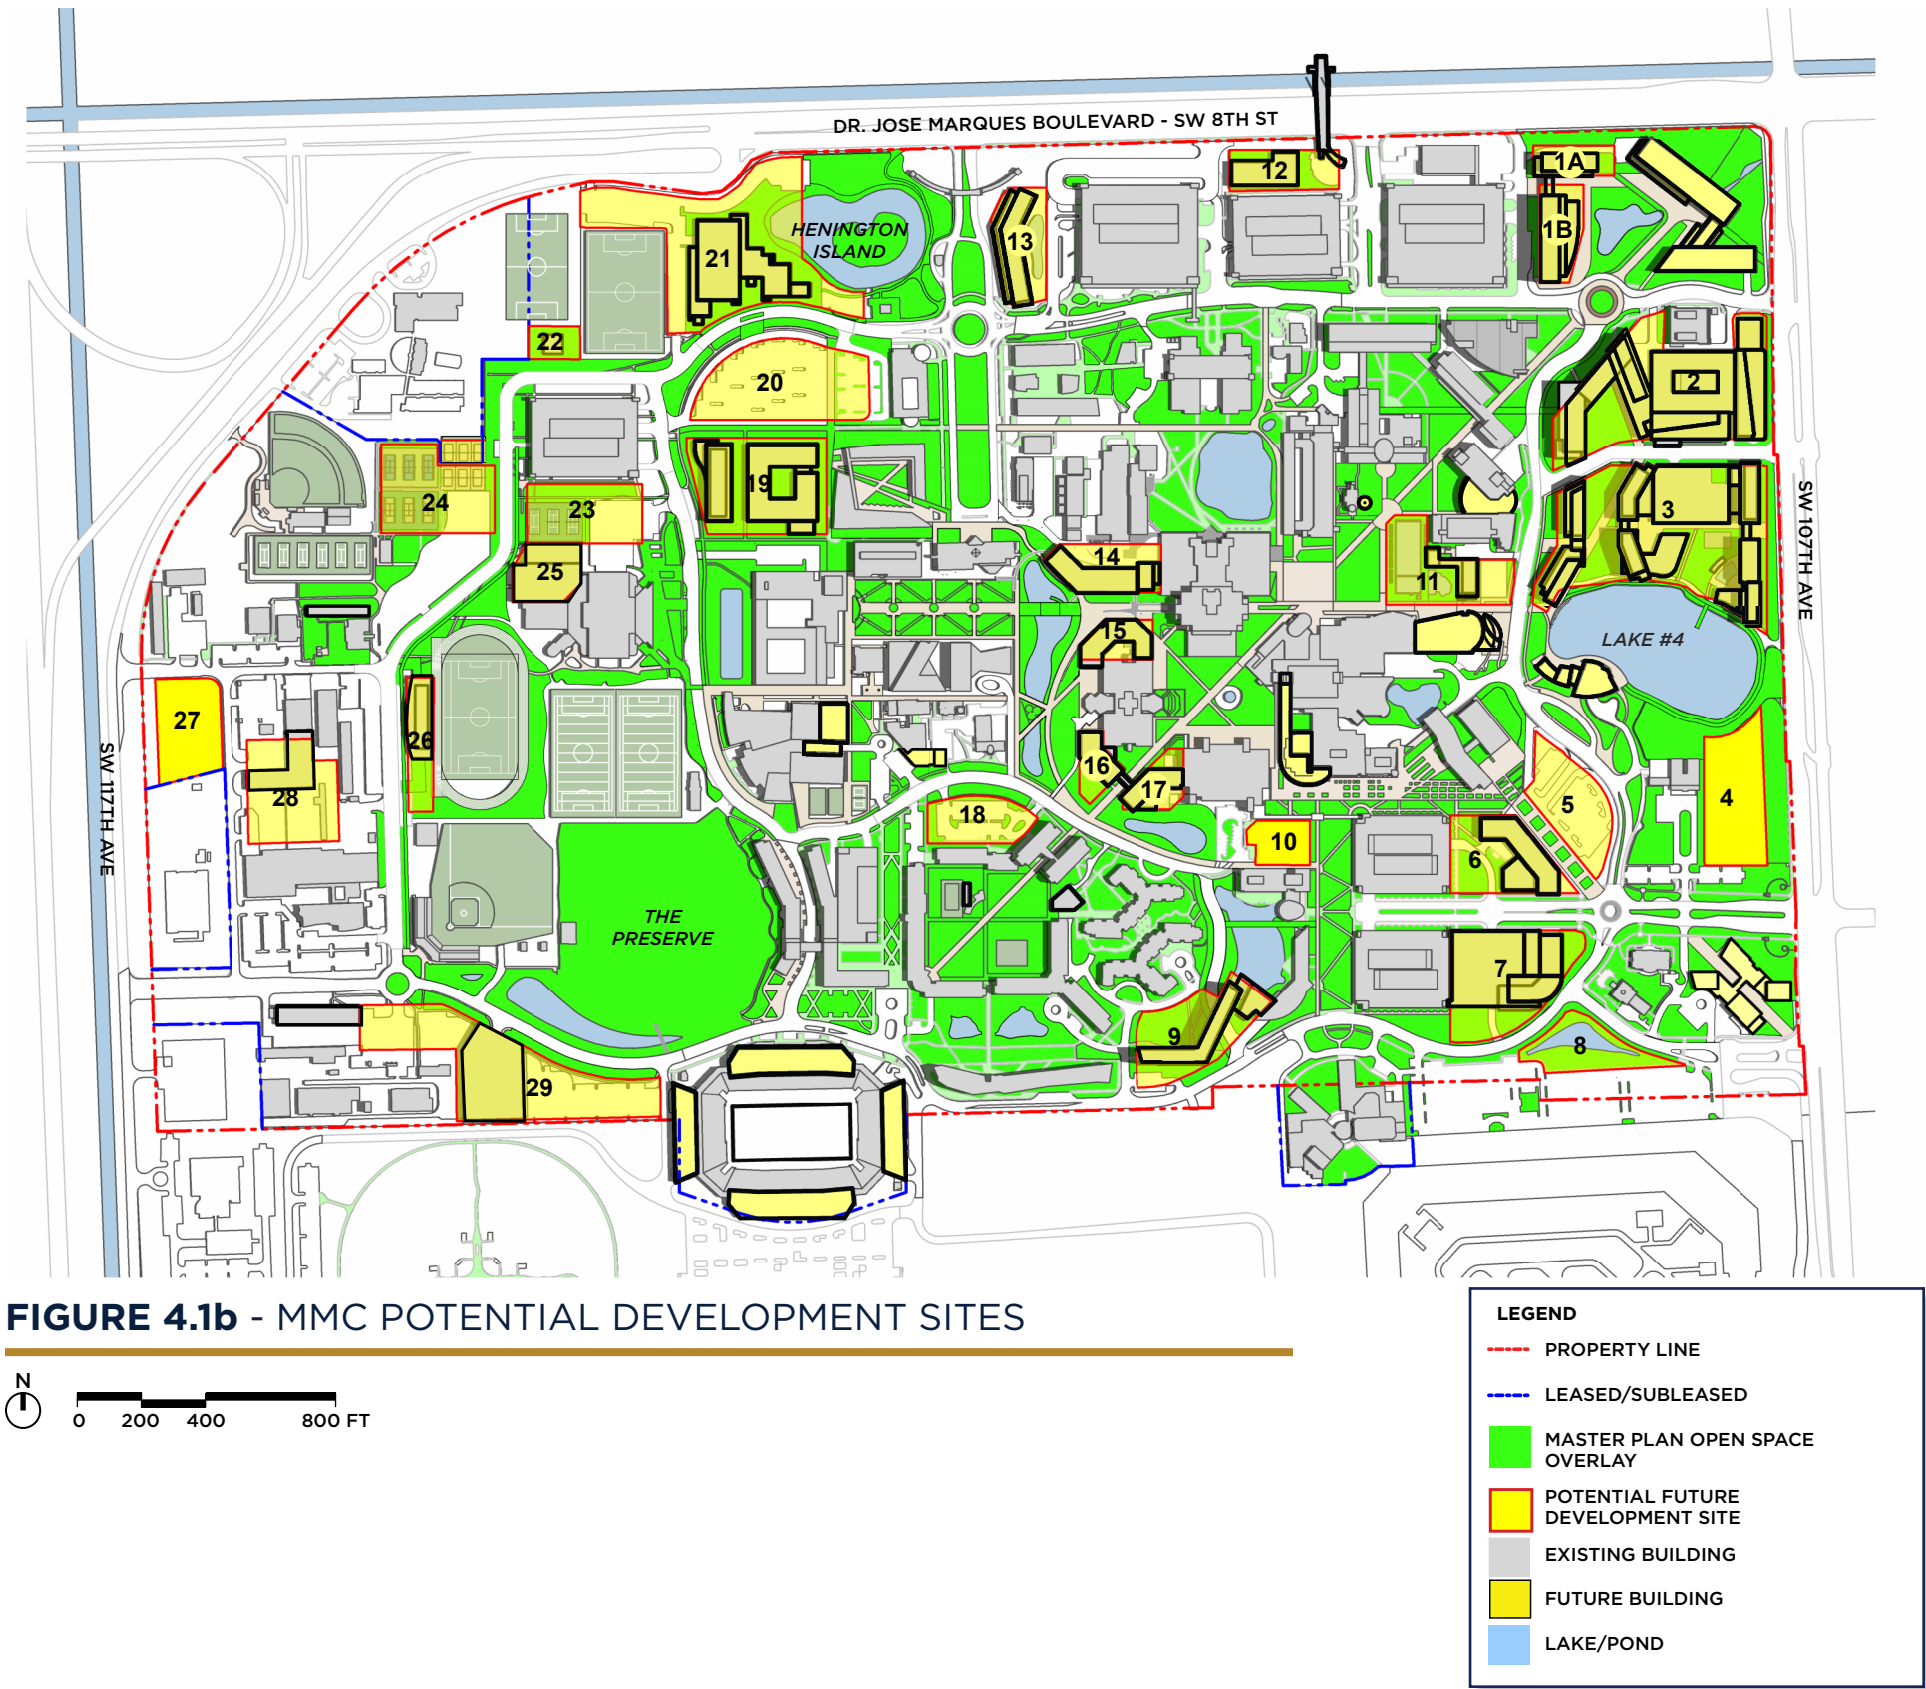 DR. JOSE MARQUES BOULEVARD - SW 8TH ST
12
1A
1B
13
HENINGTON
ISLAND
21
22
20
2
19
24
23
3
SW 107TH AVE
14
11
25
15
LAKE #4
27
26
SW 117TH AVE
28
16
17
18
5
4
10
6
THE
PRESERVE
7
9
8
29
FIGURE 4.1b - MMC POTENTIAL DEVELOPMENT SITES
N
0 200 400 800 FT
LEGEND
PROPERTY LINE
LEASED/SUBLEASED
MASTER PLAN OPEN SPACE
OVERLAY
POTENTIAL FUTURE
DEVELOPMENT SITE
EXISTING BUILDING
FUTURE BUILDING
LAKE/POND